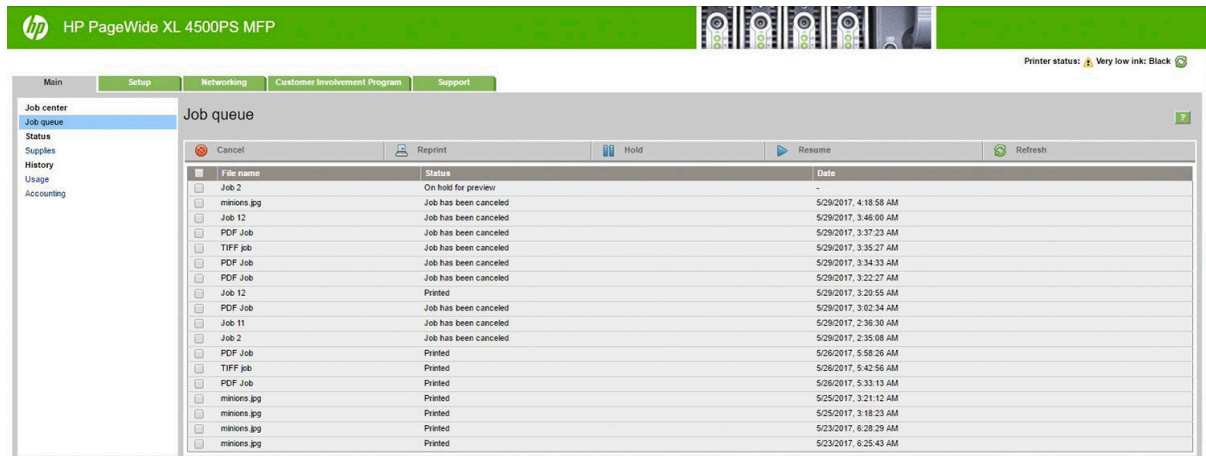 hp HP PageWide XL 4500PS MFP
Printer status: Very low ink: Black
Main Setup Networking Customer Involvement Program Support
Job center
Job queue
Status
Supplies
History
Usage
Accounting
Job queue
?
Cancel Reprint Hold Resume Refresh
File name Status Date
Job 2 On hold for preview -
minions.jpg Job has been canceled 5/29/2017, 4:18:58 AM
Job 12 Job has been canceled 5/29/2017, 3:46:00 AM
PDF Job Job has been canceled 5/29/2017, 3:37:23 AM
TIFF job Job has been canceled 5/29/2017, 3:35:27 AM
PDF Job Job has been canceled 5/29/2017, 3:34:33 AM
PDF Job Job has been canceled 5/29/2017, 3:22:27 AM
Job 12 Printed 5/29/2017, 3:20:55 AM
PDF Job Job has been canceled 5/29/2017, 3:02:34 AM
Job 11 Job has been canceled 5/29/2017, 2:36:30 AM
Job 2 Job has been canceled 5/29/2017, 2:35:08 AM
PDF Job Printed 5/26/2017, 5:58:26 AM
TIFF job Printed 5/26/2017, 5:42:56 AM
PDF Job Printed 5/26/2017, 5:33:13 AM
minions.jpg Printed 5/25/2017, 3:21:12 AM
minions.jpg Printed 5/25/2017, 3:18:23 AM
minions.jpg Printed 5/23/2017, 6:28:29 AM
minions.jpg Printed 5/23/2017, 6:25:43 AM